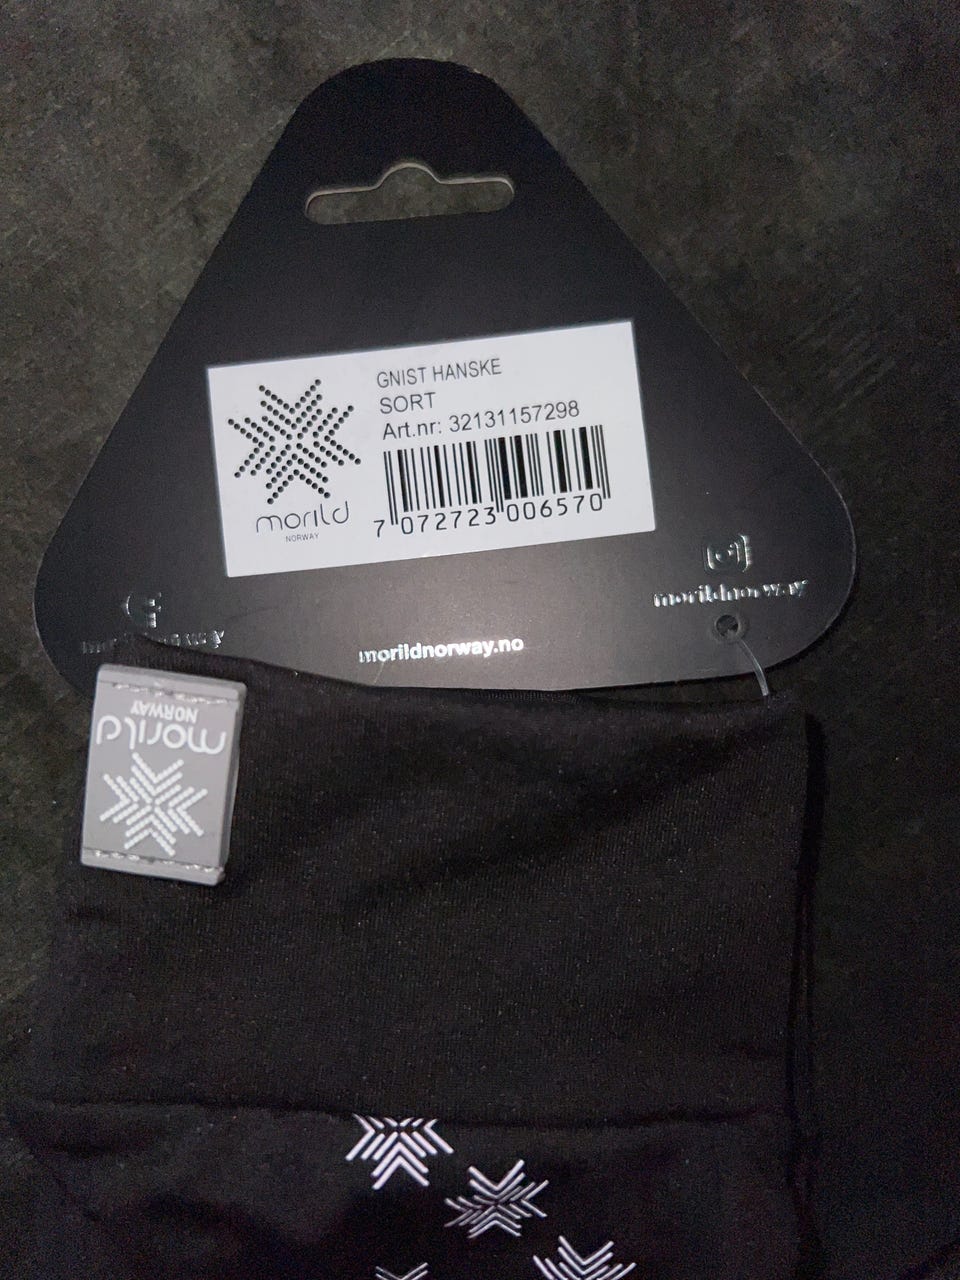 GNIST HANSKE
SORT
Art.nr: 32131157298
morild
NORWAY
7 072723 006570
morildnorway
morildnorway.no
morild
NORWAY